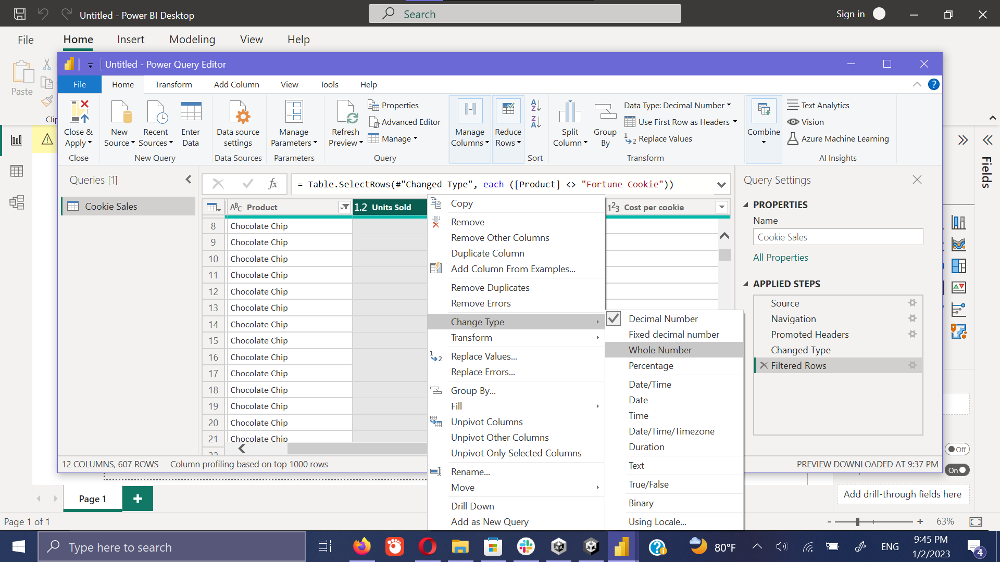 Untitled - Power BI Desktop
Search
Sign in
File Home Insert Modeling View Help
Paste
Untitled - Power Query Editor
File Home Transform Add Column View Tools Help
Close & Apply
Close
New Source
Recent Sources
Enter Data
New Query
Data source settings
Data Sources
Manage Parameters
Parameters
Refresh Preview
Properties
Advanced Editor
Manage
Query
Manage Columns
Reduce Rows
Sort
Split Column
Group By
Data Type: Decimal Number
Use First Row as Headers
Replace Values
Transform
Combine
Text Analytics
Vision
Azure Machine Learning
AI Insights
Fields
Queries [1]
Cookie Sales
fx
= Table.SelectRows(#"Changed Type", each ([Product] <> "Fortune Cookie"))
ABC Product
1.2 Units Sold
123 Cost per cookie
8 Chocolate Chip
9 Chocolate Chip
10 Chocolate Chip
11 Chocolate Chip
12 Chocolate Chip
13 Chocolate Chip
14 Chocolate Chip
15 Chocolate Chip
16 Chocolate Chip
17 Chocolate Chip
18 Chocolate Chip
19 Chocolate Chip
20 Chocolate Chip
21 Chocolate Chip
Copy
Remove
Remove Other Columns
Duplicate Column
Add Column From Examples...
Remove Duplicates
Remove Errors
Change Type
Transform
Replace Values...
Replace Errors...
Group By...
Fill
Unpivot Columns
Unpivot Other Columns
Unpivot Only Selected Columns
Rename...
Move
Drill Down
Add as New Query
Decimal Number
Fixed decimal number
Whole Number
Percentage
Date/Time
Date
Time
Date/Time/Timezone
Duration
Text
True/False
Binary
Using Locale...
Query Settings
PROPERTIES
Name
Cookie Sales
All Properties
APPLIED STEPS
Source
Navigation
Promoted Headers
Changed Type
Filtered Rows
Off
On
12 COLUMNS, 607 ROWS Column profiling based on top 1000 rows
PREVIEW DOWNLOADED AT 9:37 PM
Add drill-through fields here
Page 1
Page 1 of 1
63%
Type here to search
80°F
ENG
9:45 PM
1/2/2023
4